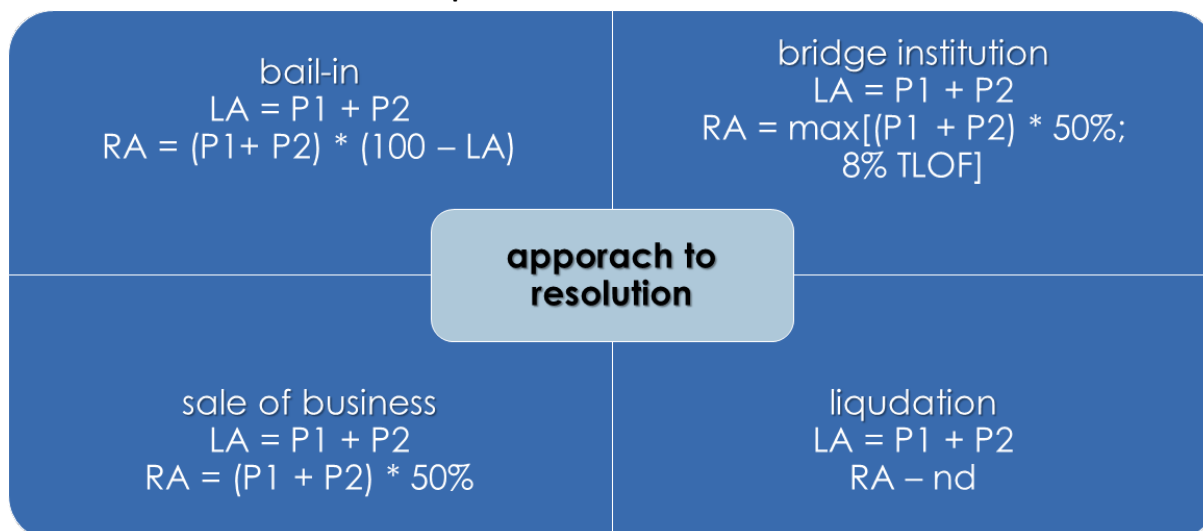 bail-in
LA = P1 + P2
RA = (P1+ P2) * (100 – LA)
bridge institution
LA = P1 + P2
RA = max[(P1 + P2) * 50%;
8% TLOF]
apporach to
resolution
sale of business
LA = P1 + P2
RA = (P1 + P2) * 50%
liqudation
LA = P1 + P2
RA – nd